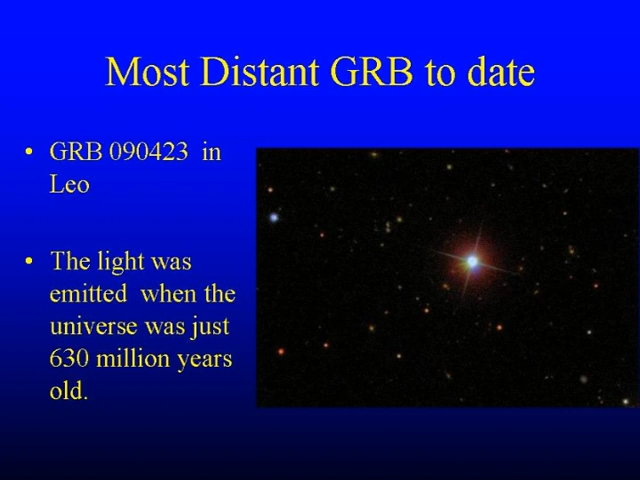 Most Distant GRB to date
• GRB 090423 in
Leo
• The light was
emitted when the
universe was just
630 million years
old.